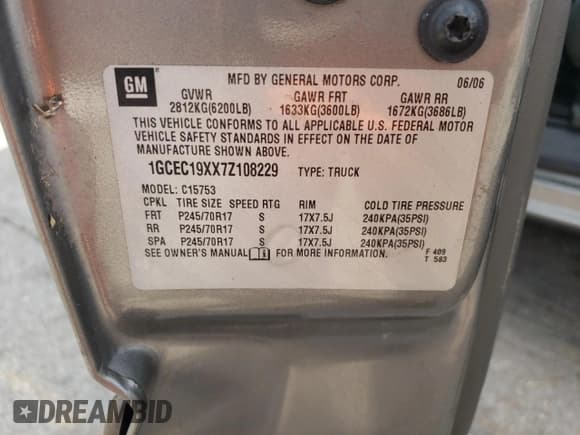 GM
MFD BY GENERAL MOTORS CORP. 06/06
GVWR GAWR FRT GAWR RR
2812KG(6200LB) 1633KG(3600LB) 1672KG(3686LB)
THIS VEHICLE CONFORMS TO ALL APPLICABLE U.S. FEDERAL MOTOR
VEHICLE SAFETY STANDARDS IN EFFECT ON THE DATE OF
MANUFACTURE SHOWN ABOVE.
1GCEC19XX7Z108229 TYPE: TRUCK
MODEL: C15753
CPKL TIRE SIZE SPEED RTG RIM COLD TIRE PRESSURE
FRT P245/70R17 S 17X7.5J 240KPA(35PSI)
RR P245/70R17 S 17X7.5J 240KPA(35PSI)
SPA P245/70R17 S 17X7.5J 240KPA(35PSI)
SEE OWNER'S MANUAL FOR MORE INFORMATION.
F 409
T 583
DREAMBID